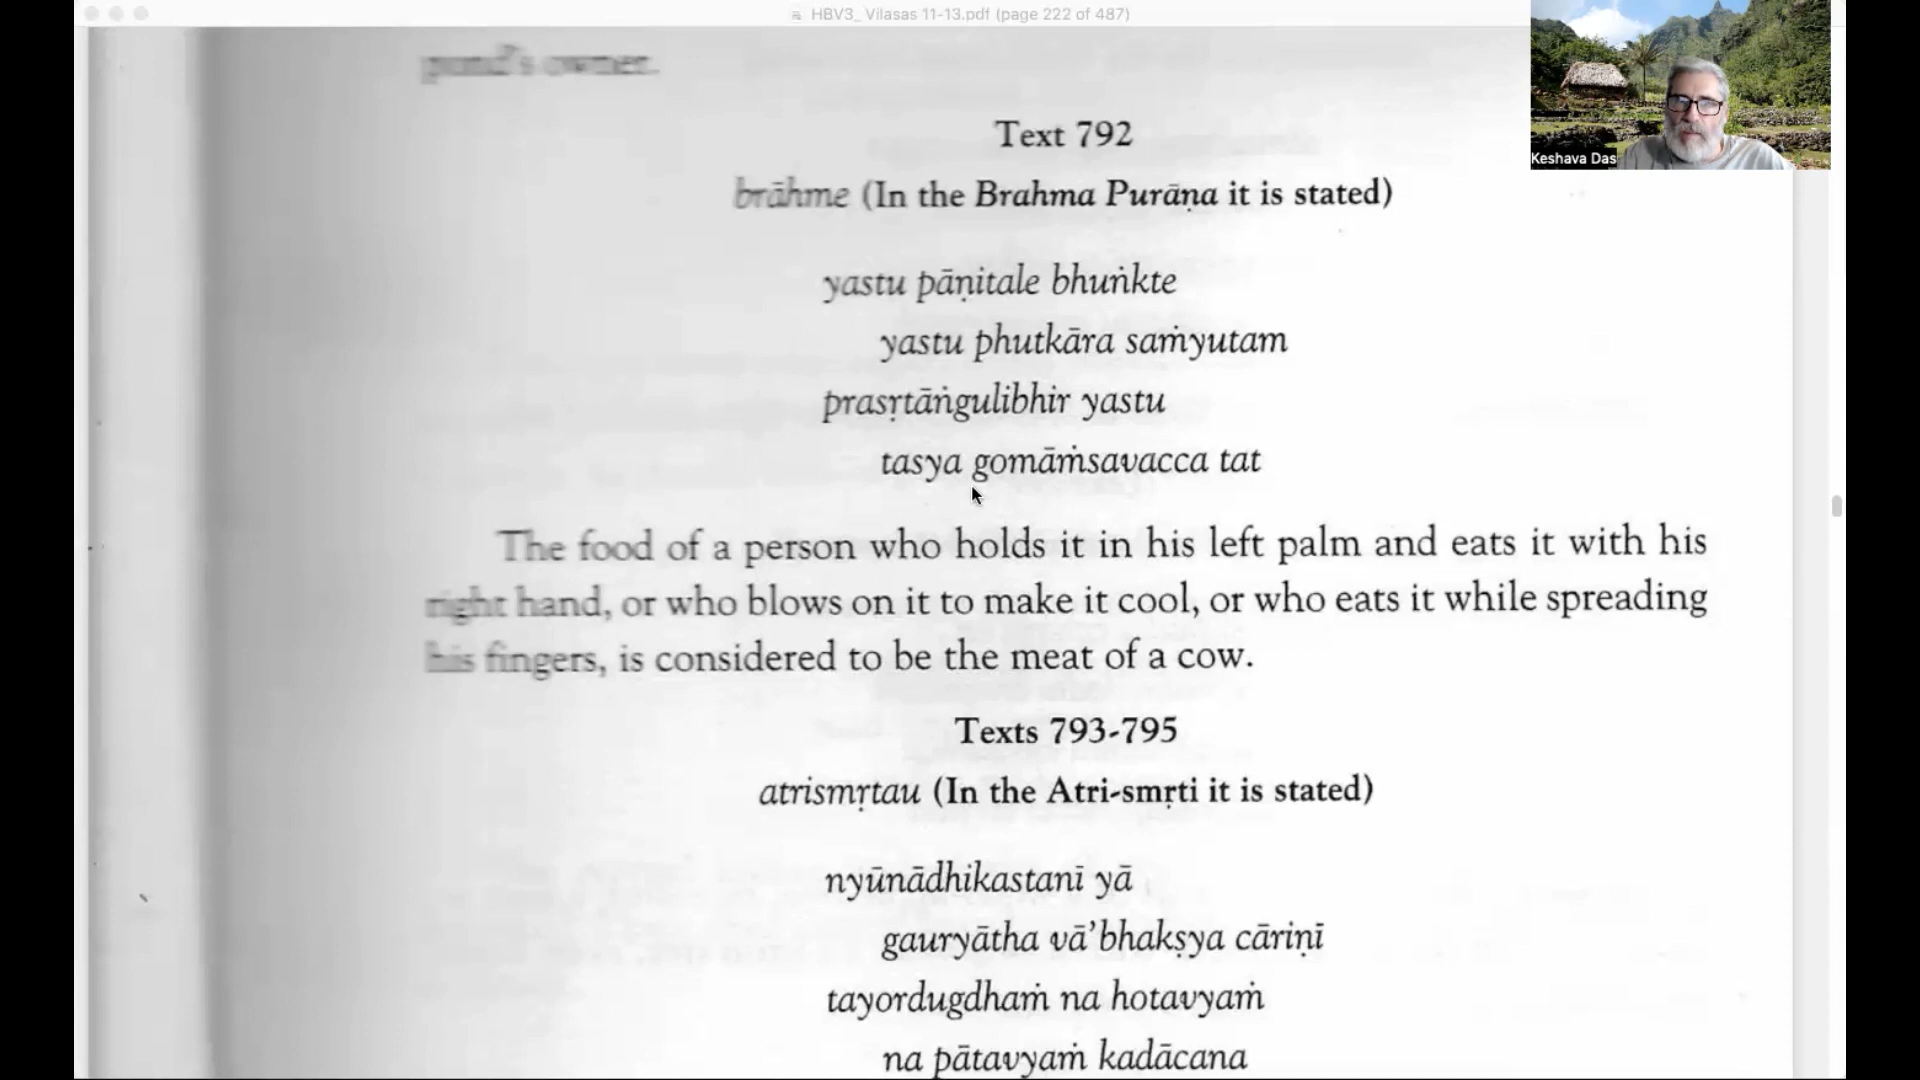 HBV3_ Vilasas 11-13.pdf (page 222 of 487)
Keshava Das
pond's owner.
Text 792
brāhme (In the Brahma Purāṇa it is stated)
yastu pāṇitale bhuṅkte
yastu phutkāra saṁyutam
prasṛtāṅgulibhir yastu
tasya gomāṁsavacca tat
The food of a person who holds it in his left palm and eats it with his
right hand, or who blows on it to make it cool, or who eats it while spreading
his fingers, is considered to be the meat of a cow.
Texts 793-795
atrismṛtau (In the Atri-smṛti it is stated)
nyūnādhikastanī yā
gauryātha vā'bhakṣya cāriṇī
tayordugdhaṁ na hotavyaṁ
na pātavyaṁ kadācana